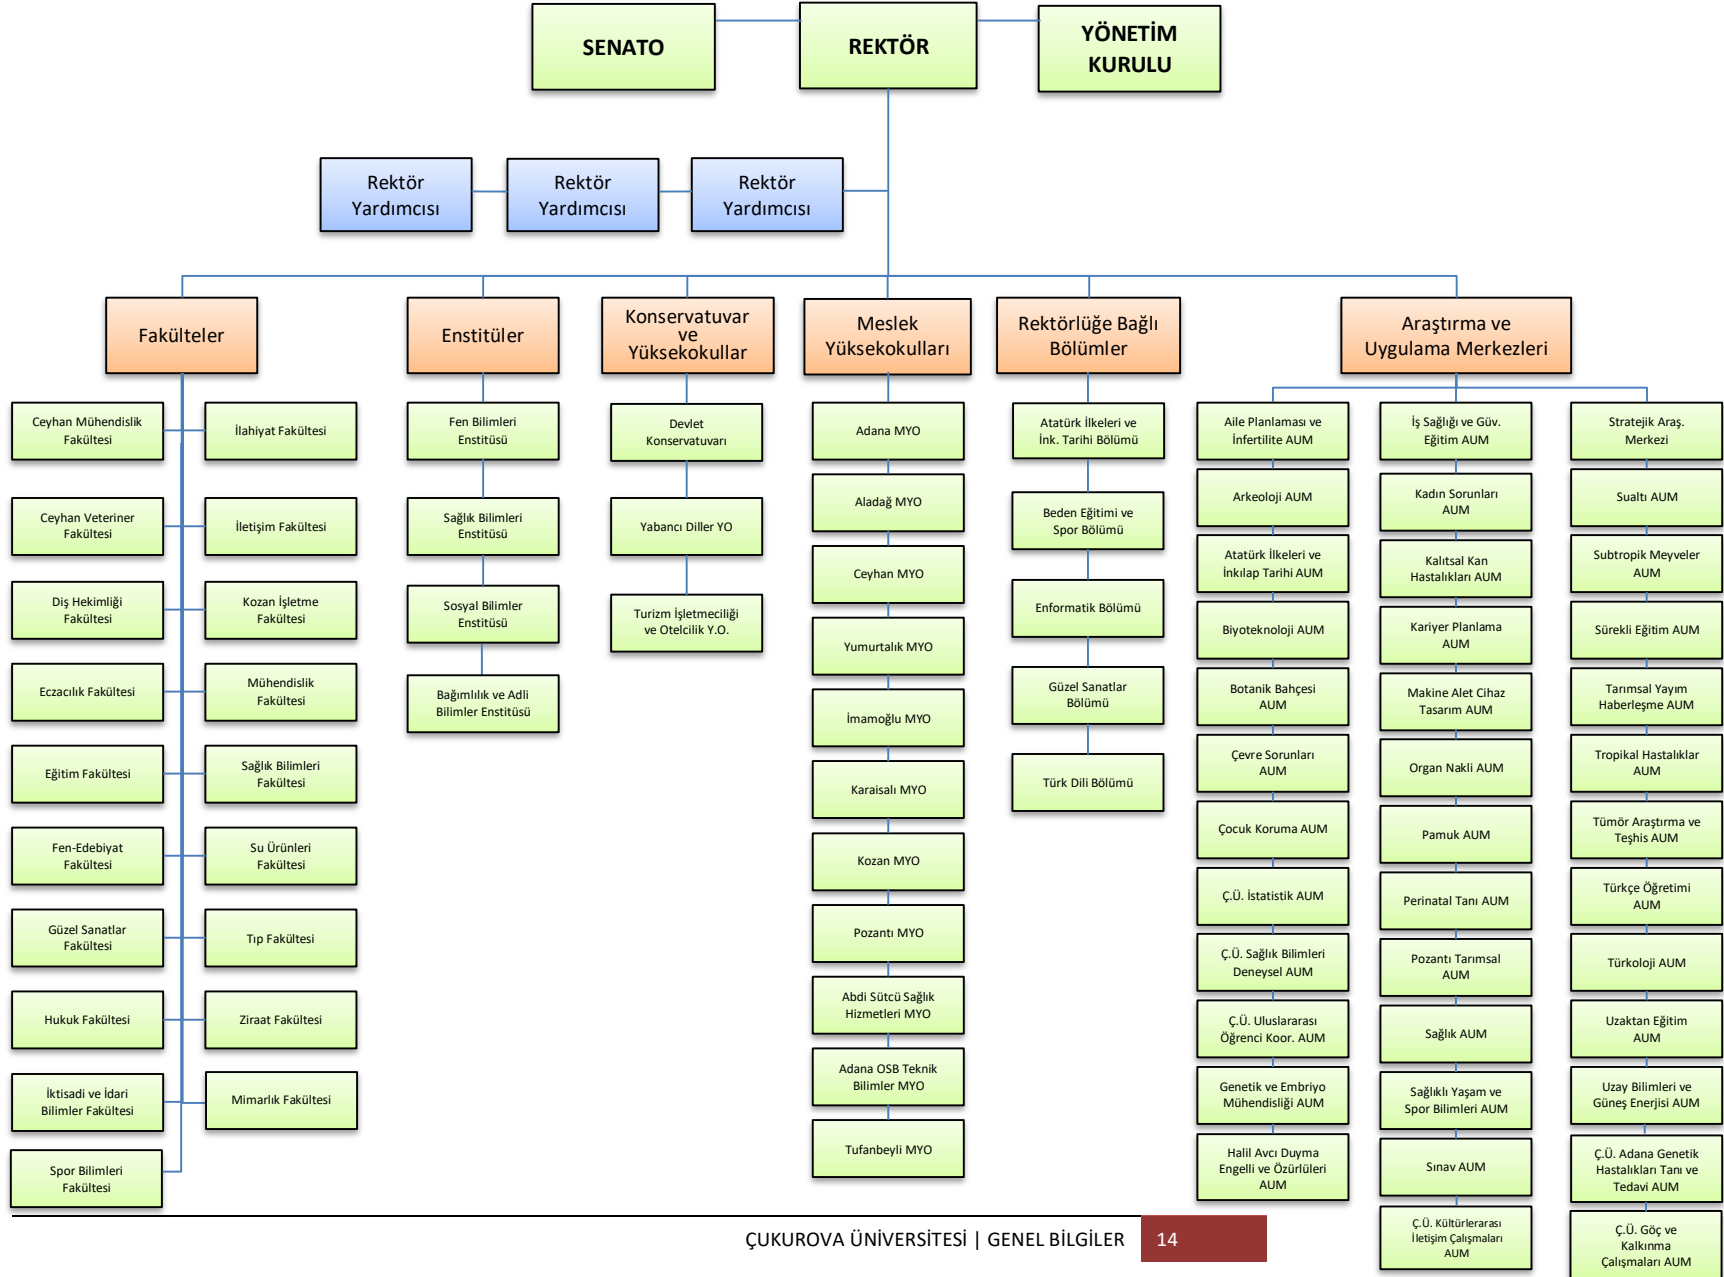 SENATO
REKTÖR
YÖNETİM
KURULU
Rektör
Yardımcısı
Rektör
Yardımcısı
Rektör
Yardımcısı
Fakülteler
Enstitüler
Konservatuvar
ve
Yüksekokullar
Meslek
Yüksekokulları
Rektörlüğe Bağlı
Bölümler
Araştırma ve
Uygulama Merkezleri
Ceyhan Mühendislik
Fakültesi
Ceyhan Veteriner
Fakültesi
Diş Hekimliği
Fakültesi
Eczacılık Fakültesi
Eğitim Fakültesi
Fen-Edebiyat
Fakültesi
Güzel Sanatlar
Fakültesi
Hukuk Fakültesi
İktisadi ve İdari
Bilimler Fakültesi
Spor Bilimleri
Fakültesi
İlahiyat Fakültesi
İletişim Fakültesi
Kozan İşletme
Fakültesi
Mühendislik
Fakültesi
Sağlık Bilimleri
Fakültesi
Su Ürünleri
Fakültesi
Tıp Fakültesi
Ziraat Fakültesi
Mimarlık Fakültesi
Fen Bilimleri
Enstitüsü
Sağlık Bilimleri
Enstitüsü
Sosyal Bilimler
Enstitüsü
Bağımlılık ve Adli
Bilimler Enstitüsü
Devlet
Konservatuvarı
Yabancı Diller YO
Turizm İşletmeciliği
ve Otelcilik Y.O.
Adana MYO
Aladağ MYO
Ceyhan MYO
Yumurtalık MYO
İmamoğlu MYO
Karaisalı MYO
Kozan MYO
Pozantı MYO
Abdi Sütcü Sağlık
Hizmetleri MYO
Adana OSB Teknik
Bilimler MYO
Tufanbeyli MYO
Atatürk İlkeleri ve
İnk. Tarihi Bölümü
Beden Eğitimi ve
Spor Bölümü
Enformatik Bölümü
Güzel Sanatlar
Bölümü
Türk Dili Bölümü
Aile Planlaması ve
İnfertilite AUM
Arkeoloji AUM
Atatürk İlkeleri ve
İnkılap Tarihi AUM
Biyoteknoloji AUM
Botanik Bahçesi
AUM
Çevre Sorunları
AUM
Çocuk Koruma AUM
Ç.Ü. İstatistik AUM
Ç.Ü. Sağlık Bilimleri
Deneysel AUM
Ç.Ü. Uluslararası
Öğrenci Koor. AUM
Genetik ve Embriyo
Mühendisliği AUM
Halil Avcı Duyma
Engelli ve Özürlüleri
AUM
İş Sağlığı ve Güv.
Eğitim AUM
Kadın Sorunları
AUM
Kalıtsal Kan
Hastalıkları AUM
Kariyer Planlama
AUM
Makine Alet Cihaz
Tasarım AUM
Organ Nakli AUM
Pamuk AUM
Perinatal Tanı AUM
Pozantı Tarımsal
AUM
Sağlık AUM
Sağlıklı Yaşam ve
Spor Bilimleri AUM
Sınav AUM
Ç.Ü. Kültürlerarası
İletişim Çalışmaları
AUM
Stratejik Araş.
Merkezi
Sualtı AUM
Subtropik Meyveler
AUM
Sürekli Eğitim AUM
Tarımsal Yayım
Haberleşme AUM
Tropikal Hastalıklar
AUM
Tümör Araştırma ve
Teşhis AUM
Türkçe Öğretimi
AUM
Türkoloji AUM
Uzaktan Eğitim
AUM
Uzay Bilimleri ve
Güneş Enerjisi AUM
Ç.Ü. Adana Genetik
Hastalıkları Tanı ve
Tedavi AUM
Ç.Ü. Göç ve
Kalkınma
Çalışmaları AUM
ÇUKUROVA ÜNİVERSİTESİ | GENEL BİLGİLER 14